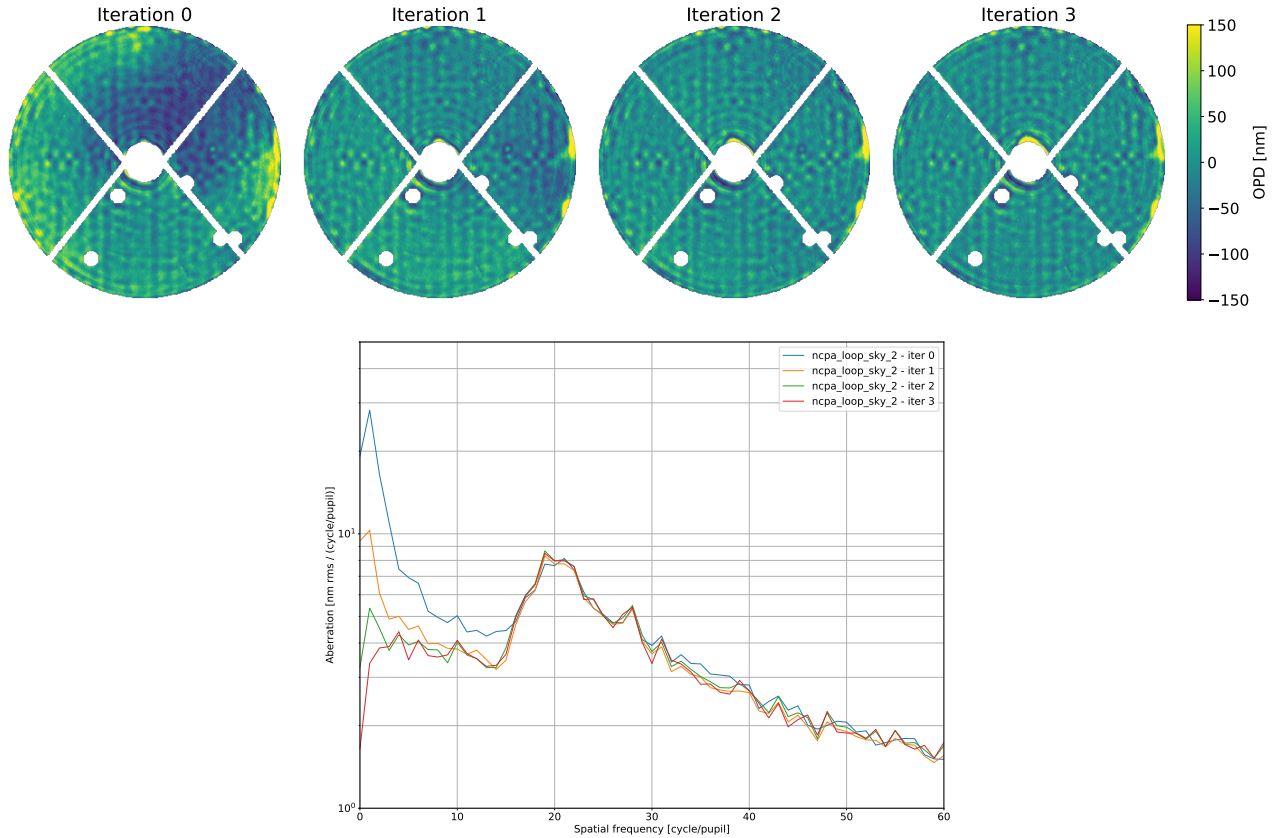 Iteration 0
Iteration 1
Iteration 2
Iteration 3
150
100
50
0
−50
−100
−150
OPD [nm]
ncpa_loop_sky_2 - iter 0
ncpa_loop_sky_2 - iter 1
ncpa_loop_sky_2 - iter 2
ncpa_loop_sky_2 - iter 3
Aberration [nm rms / (cycle/pupil)]
10¹
10⁰
0
10
20
30
40
50
60
Spatial frequency [cycle/pupil]